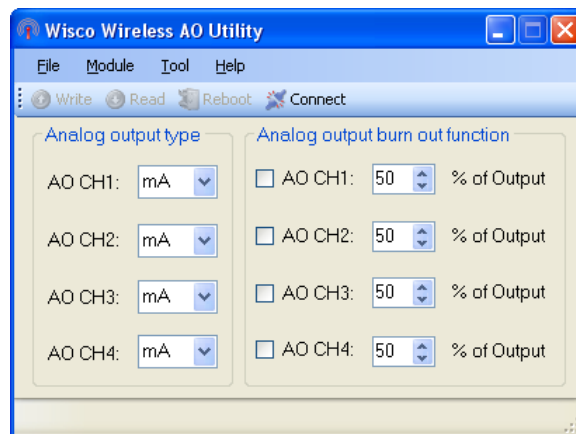 Wisco Wireless AO Utility
File Module Tool Help
Write Read Reboot Connect
Analog output type
AO CH1: mA
AO CH2: mA
AO CH3: mA
AO CH4: mA
Analog output burn out function
AO CH1: 50 % of Output
AO CH2: 50 % of Output
AO CH3: 50 % of Output
AO CH4: 50 % of Output